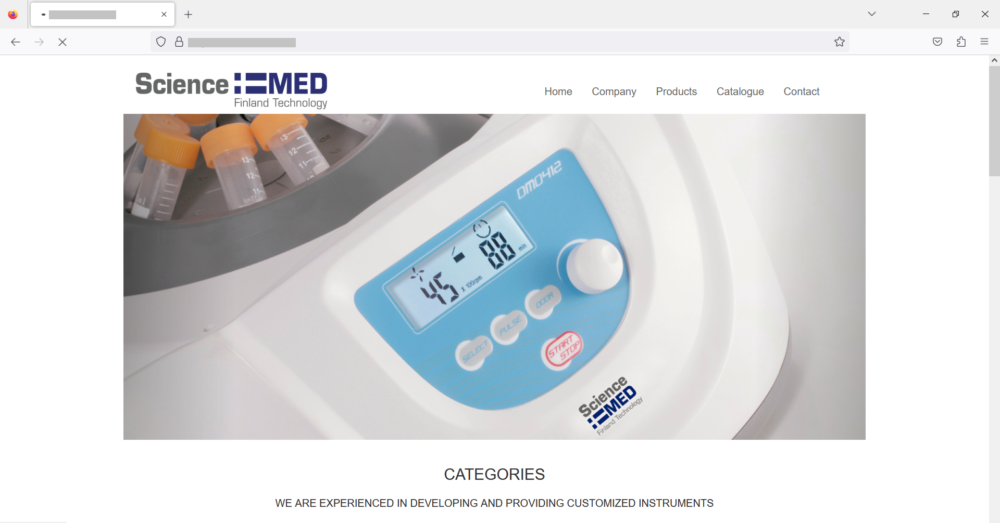 Science MED
Finland Technology
Home Company Products Catalogue Contact
13
12
11
13
12
11
15ml
DM0412
45 X 100rpm
88 min
SELECT
PULSE
DOOR
START
STOP
Science
MED
Finland Technology
CATEGORIES
WE ARE EXPERIENCED IN DEVELOPING AND PROVIDING CUSTOMIZED INSTRUMENTS